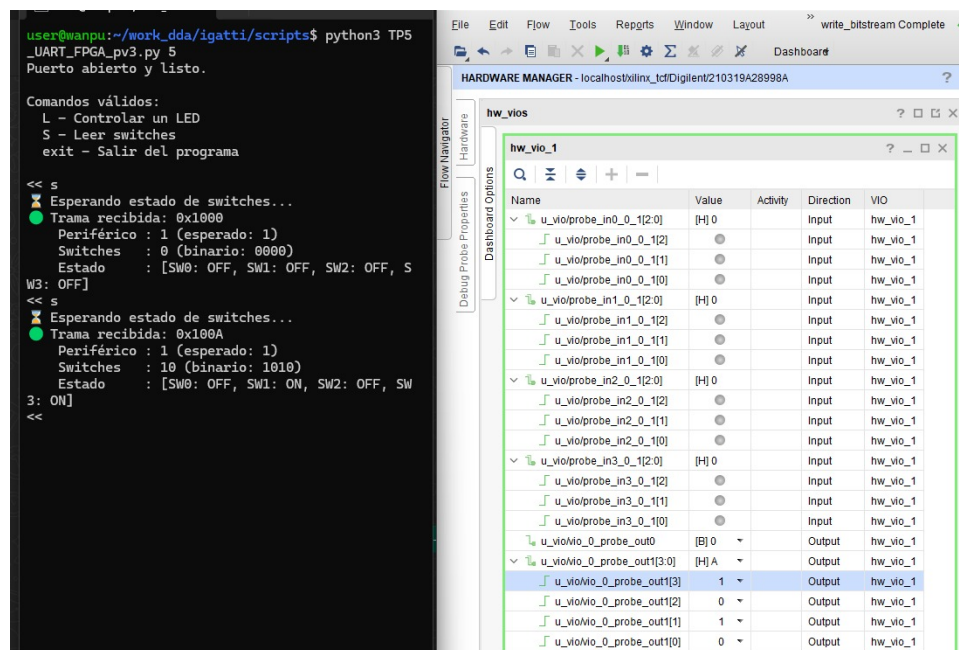 user@wanpu:~/work_dda/igatti/scripts$ python3 TP5
_UART_FPGA_pv3.py 5
Puerto abierto y listo.
Comandos válidos:
L – Controlar un LED
S – Leer switches
exit – Salir del programa
<< s
Esperando estado de switches...
Trama recibida: 0x1000
Periférico : 1 (esperado: 1)
Switches : 0 (binario: 0000)
Estado : [SW0: OFF, SW1: OFF, SW2: OFF, S
W3: OFF]
<< s
Esperando estado de switches...
Trama recibida: 0x100A
Periférico : 1 (esperado: 1)
Switches : 10 (binario: 1010)
Estado : [SW0: OFF, SW1: ON, SW2: OFF, SW
3: ON]
<<
File Edit Flow Tools Reports Window Layout » write_bitstream Complete
Dashboard
HARDWARE MANAGER - localhost/xilinx_tcf/Digilent/210319A28998A ?
Flow Navigator
Hardware
Debug Probe Properties
hw_vios
Dashboard Options
hw_vio_1
Name Value Activity Direction VIO
u_vio/probe_in0_0_1[2:0] [H] 0 Input hw_vio_1
u_vio/probe_in0_0_1[2] Input hw_vio_1
u_vio/probe_in0_0_1[1] Input hw_vio_1
u_vio/probe_in0_0_1[0] Input hw_vio_1
u_vio/probe_in1_0_1[2:0] [H] 0 Input hw_vio_1
u_vio/probe_in1_0_1[2] Input hw_vio_1
u_vio/probe_in1_0_1[1] Input hw_vio_1
u_vio/probe_in1_0_1[0] Input hw_vio_1
u_vio/probe_in2_0_1[2:0] [H] 0 Input hw_vio_1
u_vio/probe_in2_0_1[2] Input hw_vio_1
u_vio/probe_in2_0_1[1] Input hw_vio_1
u_vio/probe_in2_0_1[0] Input hw_vio_1
u_vio/probe_in3_0_1[2:0] [H] 0 Input hw_vio_1
u_vio/probe_in3_0_1[2] Input hw_vio_1
u_vio/probe_in3_0_1[1] Input hw_vio_1
u_vio/probe_in3_0_1[0] Input hw_vio_1
u_vio/vio_0_probe_out0 [B] 0 Output hw_vio_1
u_vio/vio_0_probe_out1[3:0] [H] A Output hw_vio_1
u_vio/vio_0_probe_out1[3] 1 Output hw_vio_1
u_vio/vio_0_probe_out1[2] 0 Output hw_vio_1
u_vio/vio_0_probe_out1[1] 1 Output hw_vio_1
u_vio/vio_0_probe_out1[0] 0 Output hw_vio_1